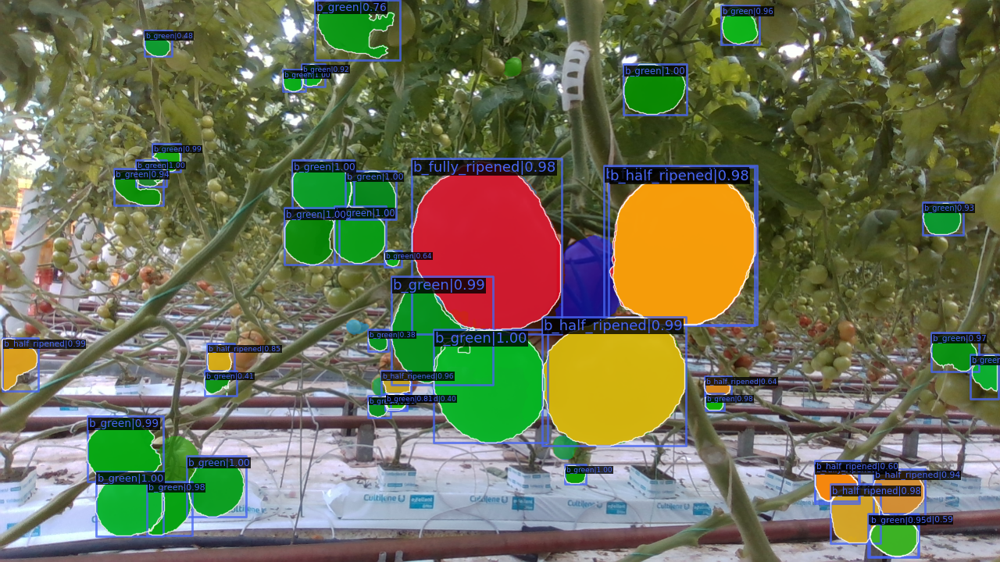 b_green|0.76
b_green|0.96
b_green|0.48
b_green|0.92
b_green|1.00
b_green|1.00
b_green|0.99
b_green|1.00
b_green|0.94
b_green|1.00
b_green|1.00
b_fully_ripened|0.98
b_half_ripened|0.98
b_green|1.00
b_green|1.00
b_green|0.93
b_green|0.64
b_green|0.99
b_half_ripened|0.99
b_green|0.38
b_green|1.00
b_half_ripened|0.99
b_half_ripened|0.85
b_green|0.97
b_green
b_green|0.41
b_half_ripened|0.96
b_half_ripened|0.64
b_green|0.81
d|0.40
b_green|0.98
b_green|0.99
b_green|1.00
b_green|1.00
b_green|0.98
b_green|1.00
b_half_ripened|0.60
b_half_ripened|0.94
b_half_ripened|0.98
b_green|0.95
d|0.59
Cultilène
Cultilène